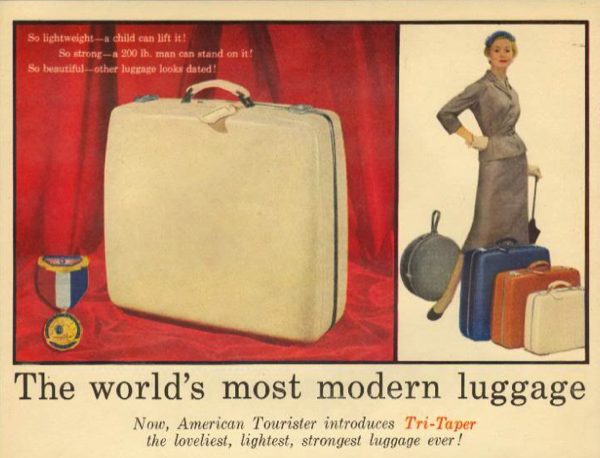 So lightweight—a child can lift it!
So strong—a 200 lb. man can stand on it!
So beautiful—other luggage looks dated!
The world's most modern luggage
Now, American Tourister introduces Tri-Taper
the loveliest, lightest, strongest luggage ever!